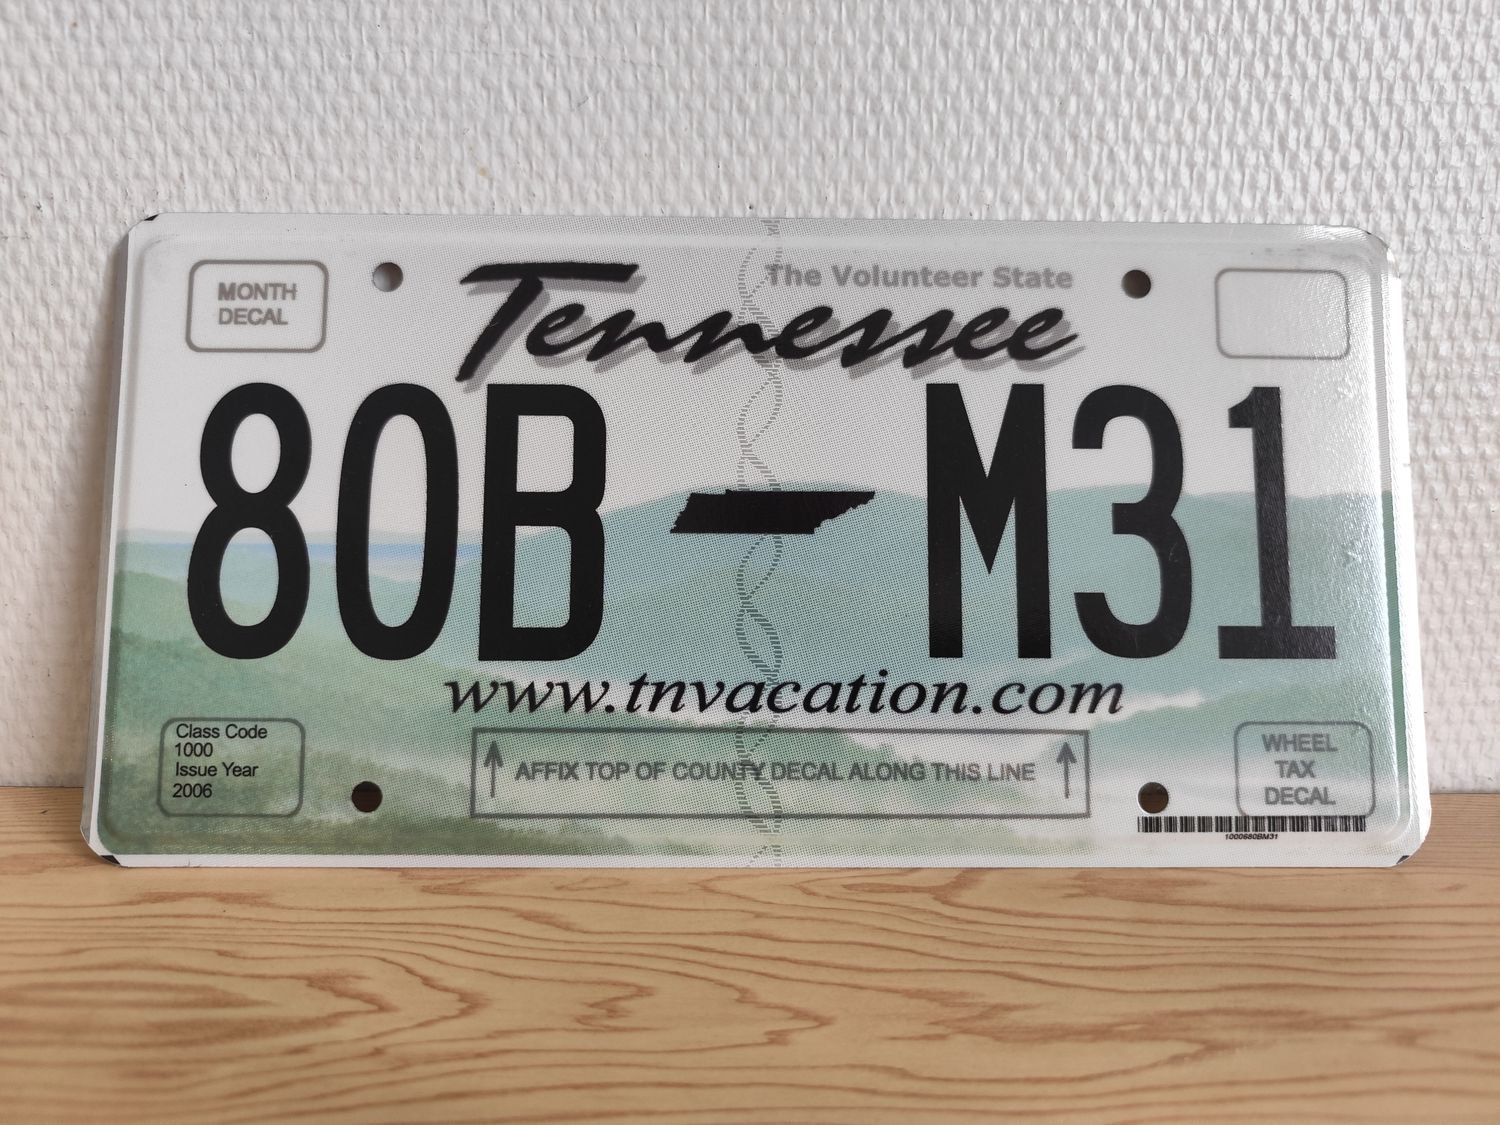 MONTH
DECAL
The Volunteer State
Tennessee
80B M31
www.tnvacation.com
Class Code
1000
Issue Year
2006
AFFIX TOP OF COUNTY DECAL ALONG THIS LINE
WHEEL
TAX
DECAL
1000680BM31